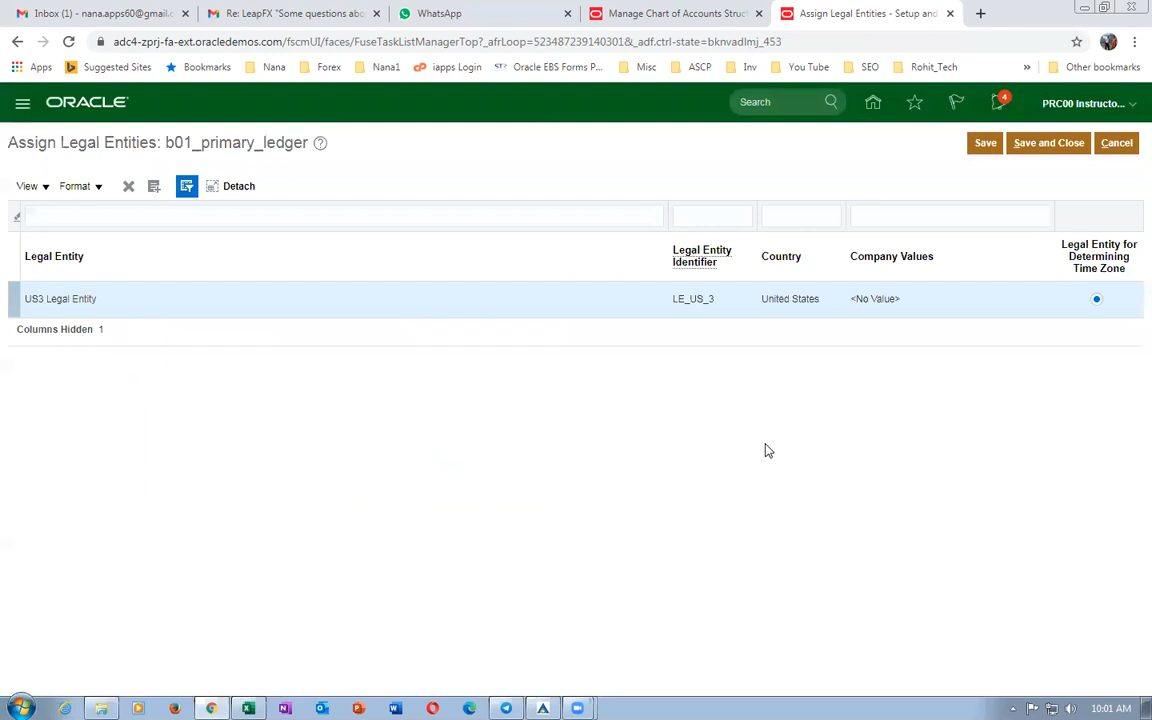 Inbox (1) - nana.apps60@gmail.c
Re: LeapFX "Some questions abo
WhatsApp
Manage Chart of Accounts Struct
Assign Legal Entities - Setup and
adc4-zprj-fa-ext.oracledemos.com/fscmUI/faces/FuseTaskListManagerTop?_afrLoop=52348723914030​1&_adf.ctrl-state=bknvadlmj_453
Apps
Suggested Sites
Bookmarks
Nana
Forex
Nana1
iapps Login
Oracle EBS Forms P...
Misc
ASCP
Inv
You Tube
SEO
Rohit_Tech
»
Other bookmarks
ORACLE
Search
4
PRC00 Instructo...
Assign Legal Entities: b01_primary_ledger ?
Save
Save and Close
Cancel
View
Format
Detach
Legal Entity
Legal Entity Identifier
Country
Company Values
Legal Entity for Determining Time Zone
US3 Legal Entity
LE_US_3
United States
<No Value>
Columns Hidden 1
10:01 AM